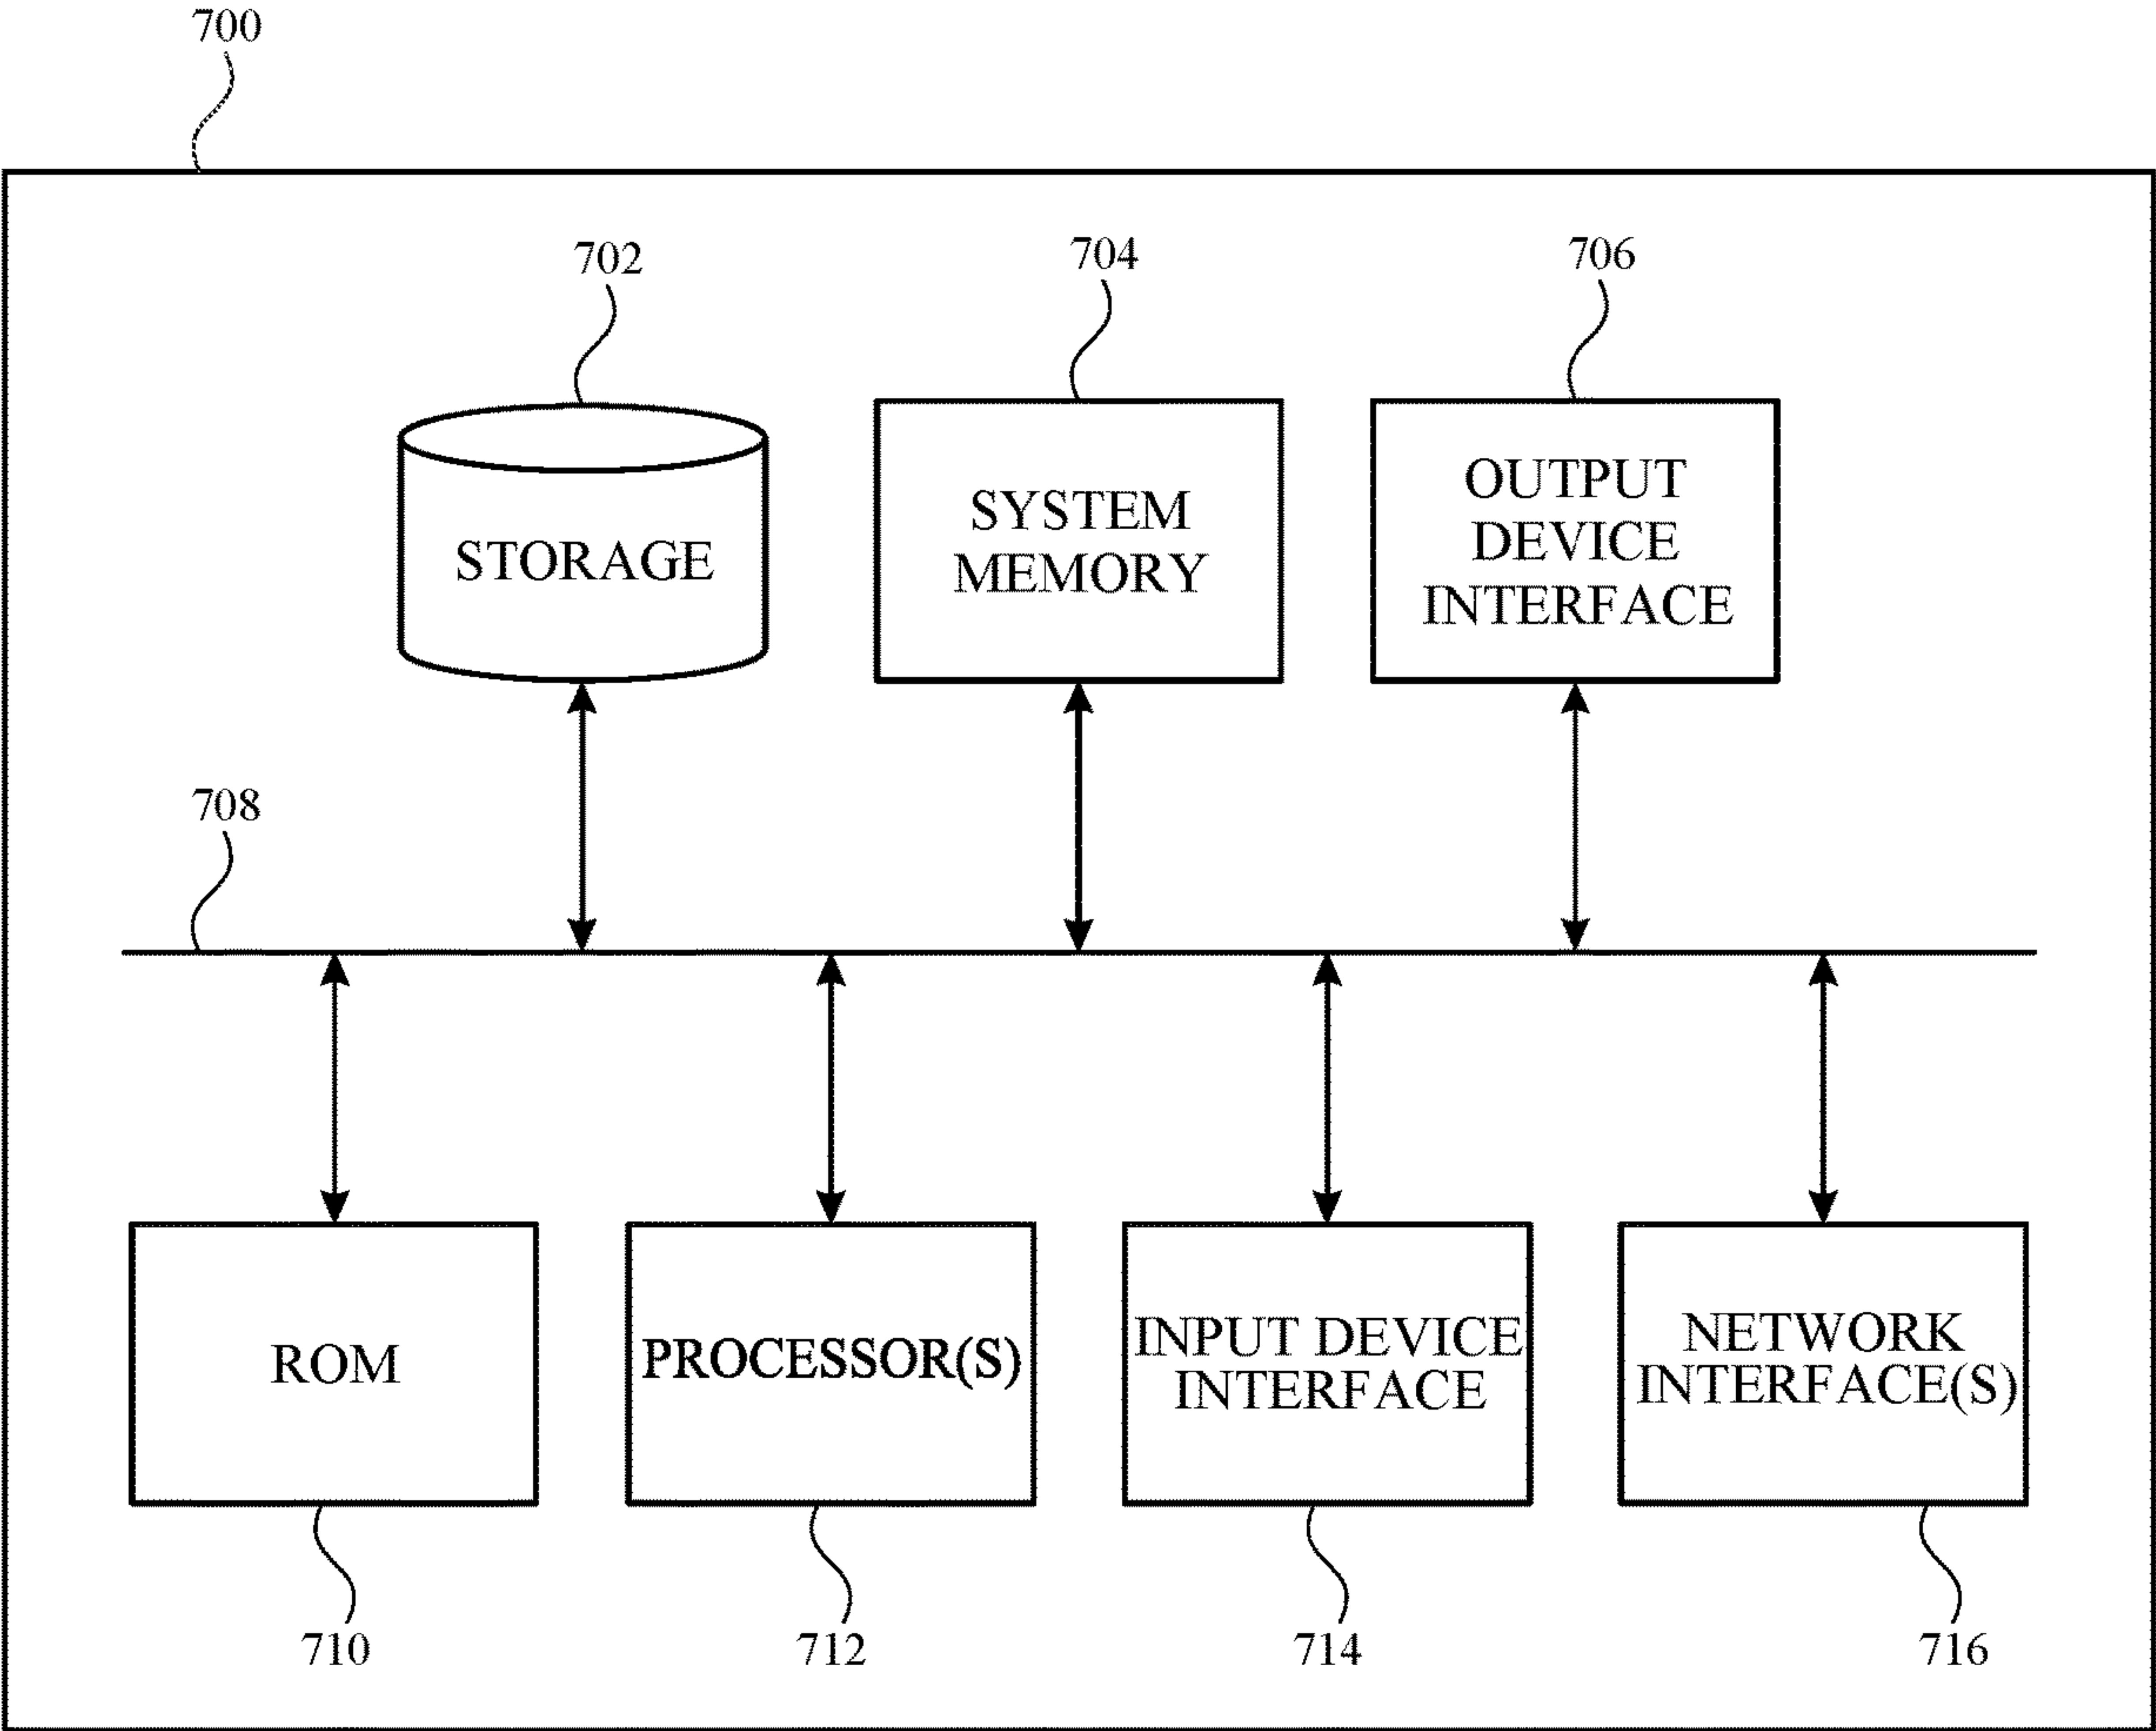 700
702
704
706
STORAGE
SYSTEM
MEMORY
OUTPUT
DEVICE
INTERFACE
708
ROM
PROCESSOR(S)
INPUT DEVICE
INTERFACE
NETWORK
INTERFACE(S)
710
712
714
716